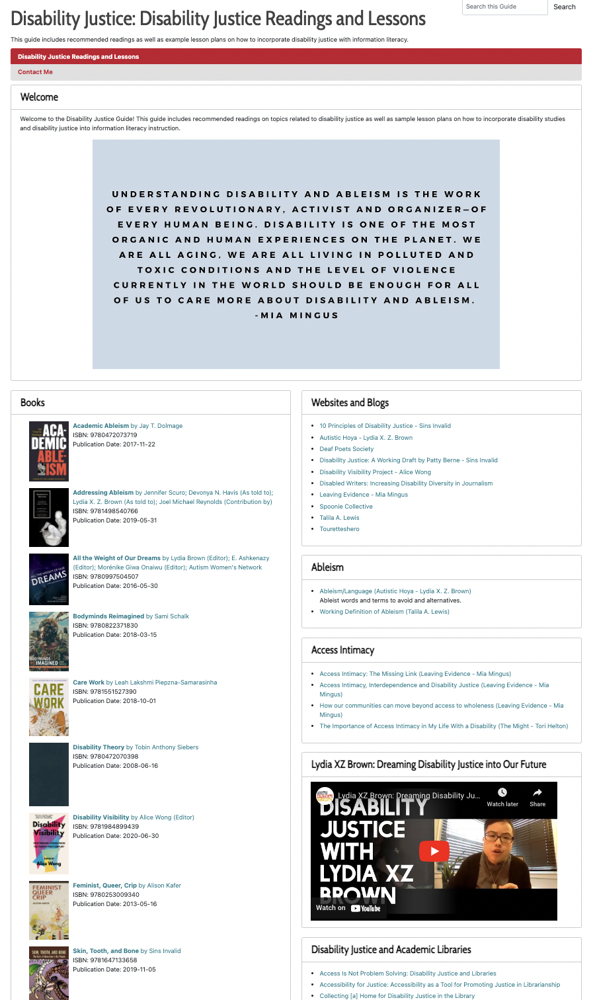 Disability Justice: Disability Justice Readings and Lessons
Search this Guide
Search
This guide includes recommended readings as well as example lesson plans on how to incorporate disability justice with information literacy.
Disability Justice Readings and Lessons
Contact Me
Welcome
Welcome to the Disability Justice Guide! This guide includes recommended readings on topics related to disability justice as well as sample lesson plans on how to incorporate disability studies
and disability justice into information literacy instruction.
UNDERSTANDING DISABILITY AND ABLEISM IS THE WORK
OF EVERY REVOLUTIONARY, ACTIVIST AND ORGANIZER—OF
EVERY HUMAN BEING. DISABILITY IS ONE OF THE MOST
ORGANIC AND HUMAN EXPERIENCES ON THE PLANET. WE
ARE ALL AGING, WE ARE ALL LIVING IN POLLUTED AND
TOXIC CONDITIONS AND THE LEVEL OF VIOLENCE
CURRENTLY IN THE WORLD SHOULD BE ENOUGH FOR ALL
OF US TO CARE MORE ABOUT DISABILITY AND ABLEISM.
-MIA MINGUS
Books
ACA-
DEMIC
ABLE-
ISM
Academic Ableism by Jay T. Dolmage
ISBN: 9780472073719
Publication Date: 2017-11-22
Addressing Ableism by Jennifer Scuro; Devonya N. Havis (As told to);
Lydia X. Z. Brown (As told to); Joel Michael Reynolds (Contribution by)
ISBN: 9781498540766
Publication Date: 2019-05-31
ALL THE WEIGHT OF OUR
DREAMS
All the Weight of Our Dreams by Lydia Brown (Editor); E. Ashkenazy
(Editor); Morénike Giwa Onaiwu (Editor); Autism Women's Network
ISBN: 9780997504507
Publication Date: 2016-05-30
BODYMINDS
REIMAGINED
Bodyminds Reimagined by Sami Schalk
ISBN: 9780822371830
Publication Date: 2018-03-15
CARE
WORK
Care Work by Leah Lakshmi Piepzna-Samarasinha
ISBN: 9781551527390
Publication Date: 2018-10-01
Disability Theory by Tobin Anthony Siebers
ISBN: 9780472070398
Publication Date: 2008-06-16
Disability
Visibility
FIRST-PERSON STORIES FROM
THE TWENTY-FIRST CENTURY
EDITED BY
Alice Wong
Disability Visibility by Alice Wong (Editor)
ISBN: 9781984899439
Publication Date: 2020-06-30
FEMINIST
QUEER
CRIP
ALISON KAFER
Feminist, Queer, Crip by Alison Kafer
ISBN: 9780253009340
Publication Date: 2013-05-16
SKIN, TOOTH, AND BONE
Skin, Tooth, and Bone by Sins Invalid
ISBN: 9781647133658
Publication Date: 2019-11-05
Websites and Blogs
10 Principles of Disability Justice - Sins Invalid
Autistic Hoya - Lydia X. Z. Brown
Deaf Poets Society
Disability Justice: A Working Draft by Patty Berne - Sins Invalid
Disability Visibility Project - Alice Wong
Disabled Writers: Increasing Disability Diversity in Journalism
Leaving Evidence - Mia Mingus
Spoonie Collective
Talila A. Lewis
Touretteshero
Ableism
Ableism/Language (Autistic Hoya - Lydia X. Z. Brown)
Ableist words and terms to avoid and alternatives.
Working Definition of Ableism (Talila A. Lewis)
Access Intimacy
Access Intimacy: The Missing Link (Leaving Evidence - Mia Mingus)
Access Intimacy, Interdependence and Disability Justice (Leaving Evidence - Mia
Mingus)
How our communities can move beyond access to wholeness (Leaving Evidence - Mia
Mingus)
The Importance of Access Intimacy in My Life With a Disability (The Might - Tori Helton)
Lydia XZ Brown: Dreaming Disability Justice into Our Future
Lydia XZ Brown: Dreaming Disability Ju...
Watch later
Share
DISABILITY
JUSTICE
WITH
LYDIA XZ
BROWN
Watch on YouTube
Disability Justice and Academic Libraries
Access Is Not Problem Solving: Disability Justice and Libraries
Accessibility for Justice: Accessibility as a Tool for Promoting Justice in Librarianship
Collecting [a] Home for Disability Justice in the Library